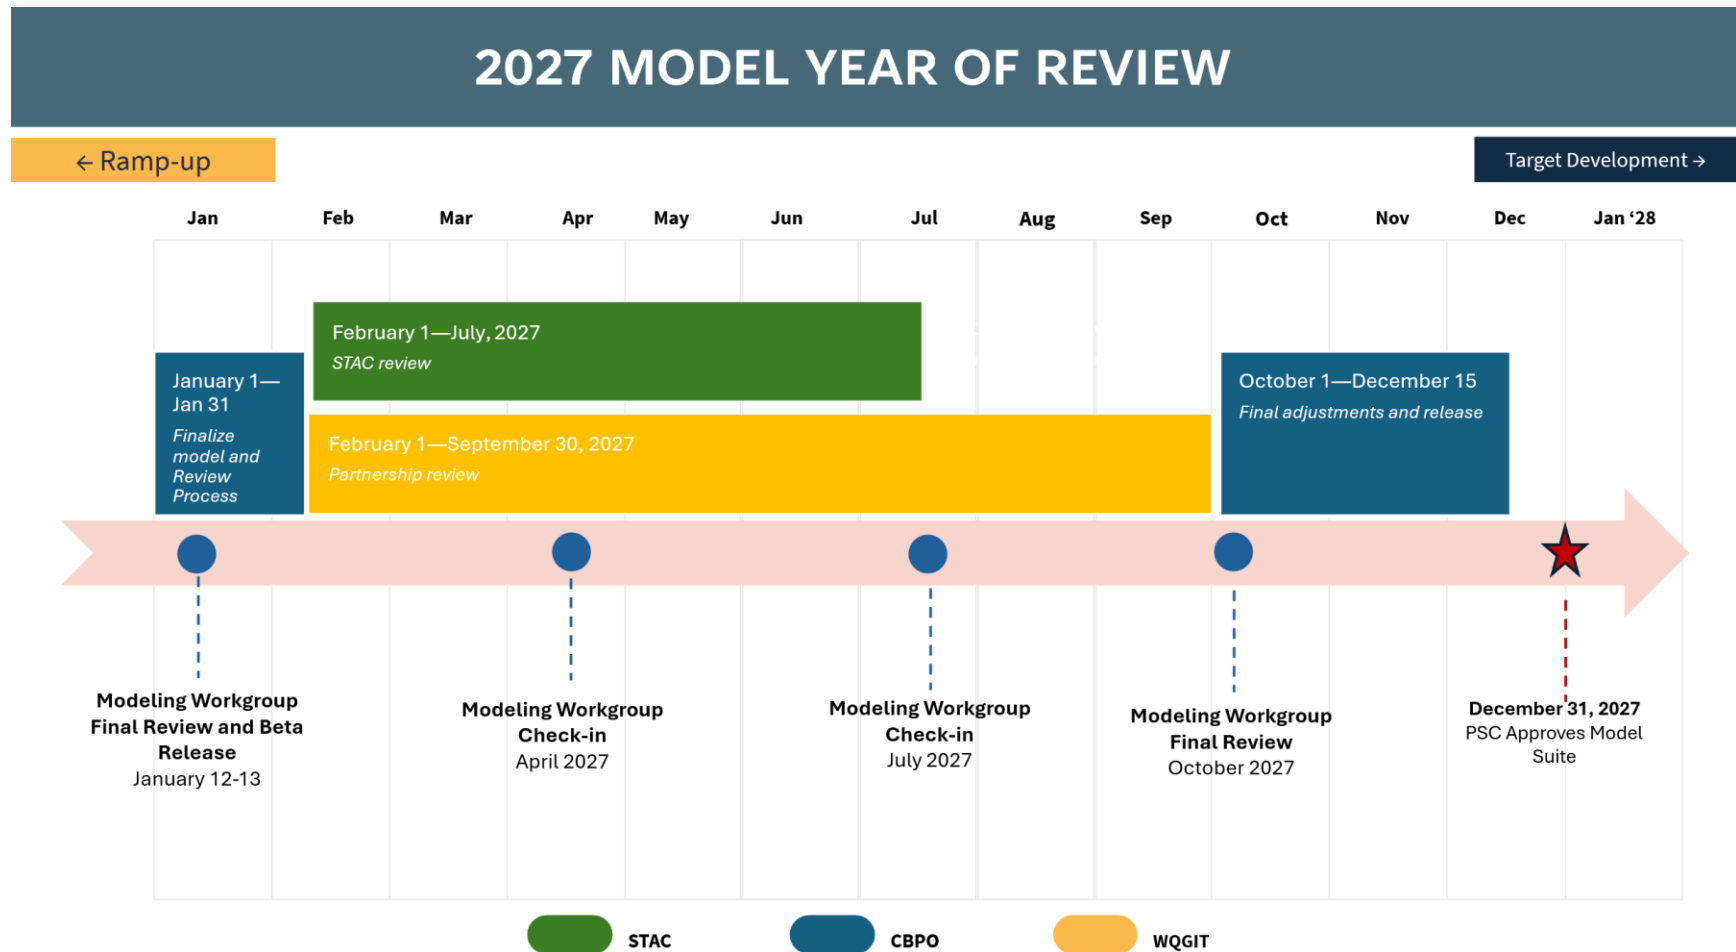 2027 MODEL YEAR OF REVIEW
← Ramp-up
Target Development →
Jan Feb Mar Apr May Jun Jul Aug Sep Oct Nov Dec Jan ‘28
February 1—July, 2027
STAC review
January 1—
Jan 31
Finalize
model and
Review
Process
February 1—September 30, 2027
Partnership review
October 1—December 15
Final adjustments and release
Modeling Workgroup
Final Review and Beta
Release
January 12-13
Modeling Workgroup
Check-in
April 2027
Modeling Workgroup
Check-in
July 2027
Modeling Workgroup
Final Review
October 2027
December 31, 2027
PSC Approves Model
Suite
STAC
CBPO
WQGIT